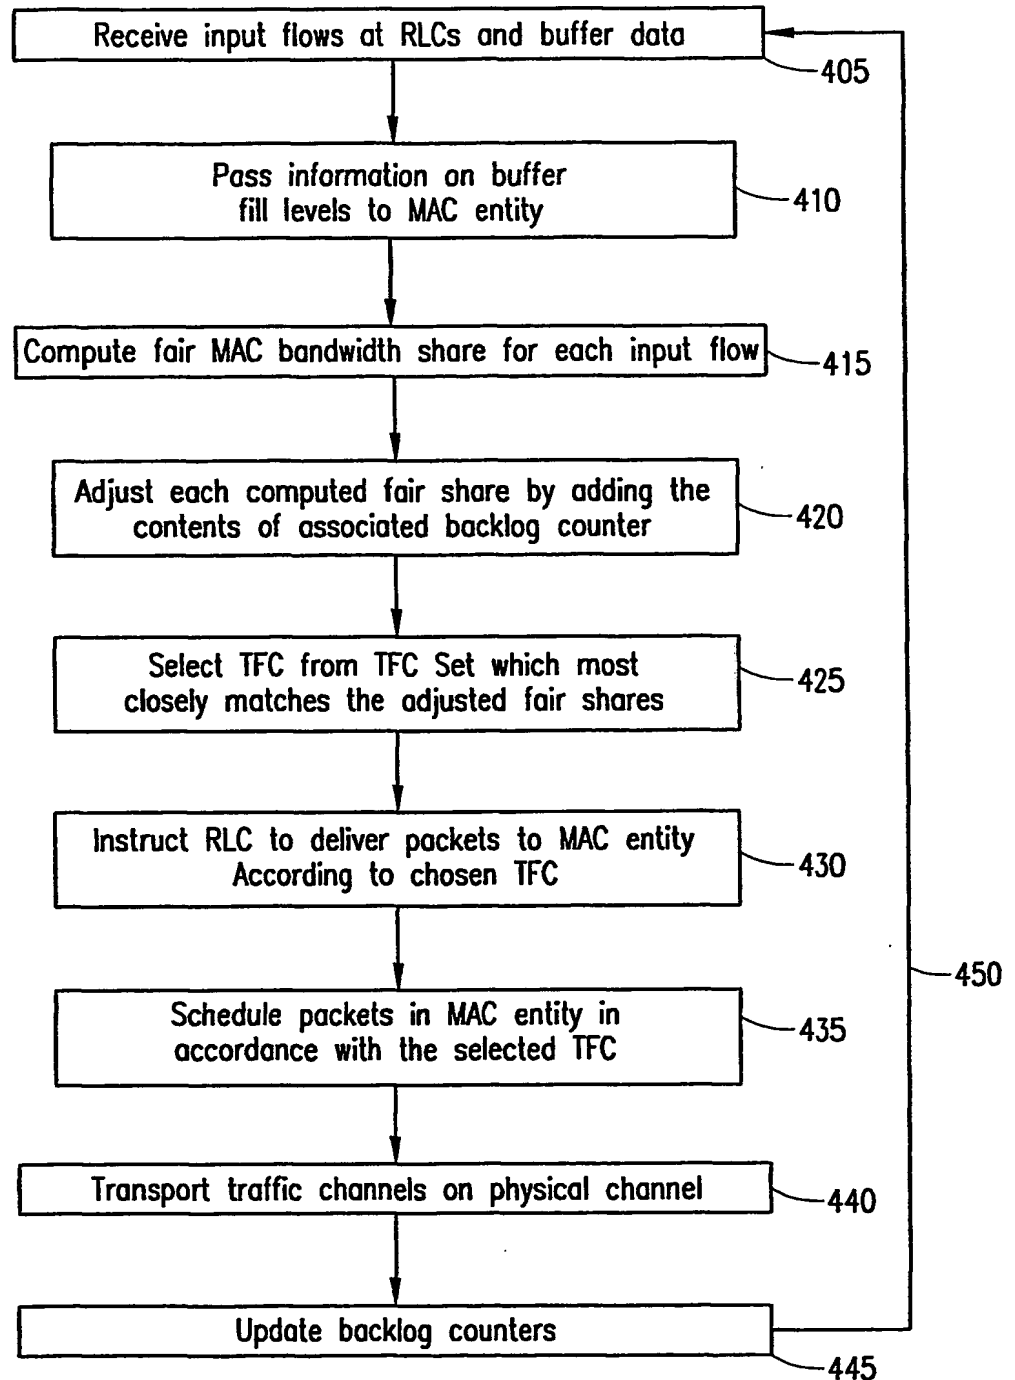 Receive input flows at RLCs and buffer data
405
Pass information on buffer
fill levels to MAC entity
410
Compute fair MAC bandwidth share for each input flow
415
Adjust each computed fair share by adding the
contents of associated backlog counter
420
Select TFC from TFC Set which most
closely matches the adjusted fair shares
425
Instruct RLC to deliver packets to MAC entity
According to chosen TFC
430
450
Schedule packets in MAC entity in
accordance with the selected TFC
435
Transport traffic channels on physical channel
440
Update backlog counters
445